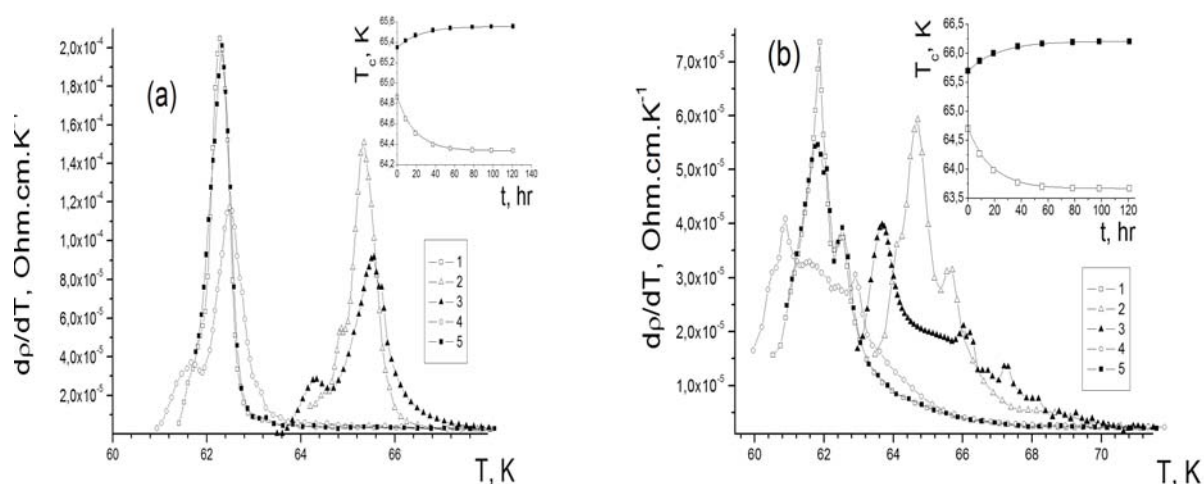 (a)
dρ/dT, Ohm.cm.K⁻¹
2,0x10⁻⁴
1,8x10⁻⁴
1,6x10⁻⁴
1,4x10⁻⁴
1,2x10⁻⁴
1,0x10⁻⁴
8,0x10⁻⁵
6,0x10⁻⁵
4,0x10⁻⁵
2,0x10⁻⁵
60 62 64 66
T, K
1
2
3
4
5
T_c, K
65,6
65,2
64,8
64,4
64,2
0 20 40 60 80 100 120 140
t, hr
(b)
dρ/dT, Ohm.cm.K⁻¹
7,0x10⁻⁵
6,0x10⁻⁵
5,0x10⁻⁵
4,0x10⁻⁵
3,0x10⁻⁵
2,0x10⁻⁵
1,0x10⁻⁵
60 62 64 66 68 70
T, K
1
2
3
4
5
T_c, K
66,5
66,0
65,5
65,0
64,5
64,0
63,5
0 20 40 60 80 100 120
t, hr